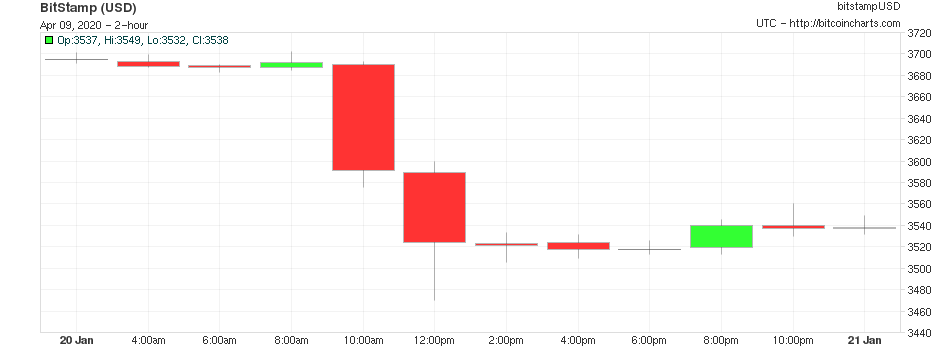 BitStamp (USD)
bitstampUSD
Apr 09, 2020 - 2-hour
UTC - http://bitcoincharts.com
Op:3537, Hi:3549, Lo:3532, Cl:3538
3720
3700
3680
3660
3640
3620
3600
3580
3560
3540
3520
3500
3480
3460
3440
20 Jan 4:00am 6:00am 8:00am 10:00am 12:00pm 2:00pm 4:00pm 6:00pm 8:00pm 10:00pm 21 Jan